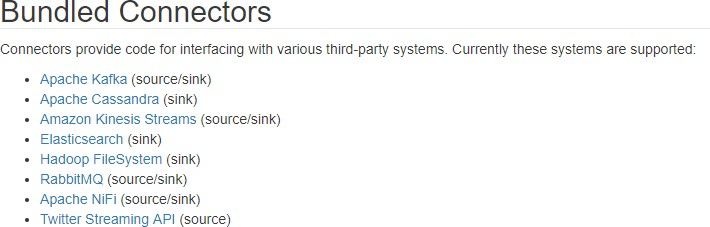 Bundled Connectors
Connectors provide code for interfacing with various third-party systems. Currently these systems are supported:
• Apache Kafka (source/sink)
• Apache Cassandra (sink)
• Amazon Kinesis Streams (source/sink)
• Elasticsearch (sink)
• Hadoop FileSystem (sink)
• RabbitMQ (source/sink)
• Apache NiFi (source/sink)
• Twitter Streaming API (source)